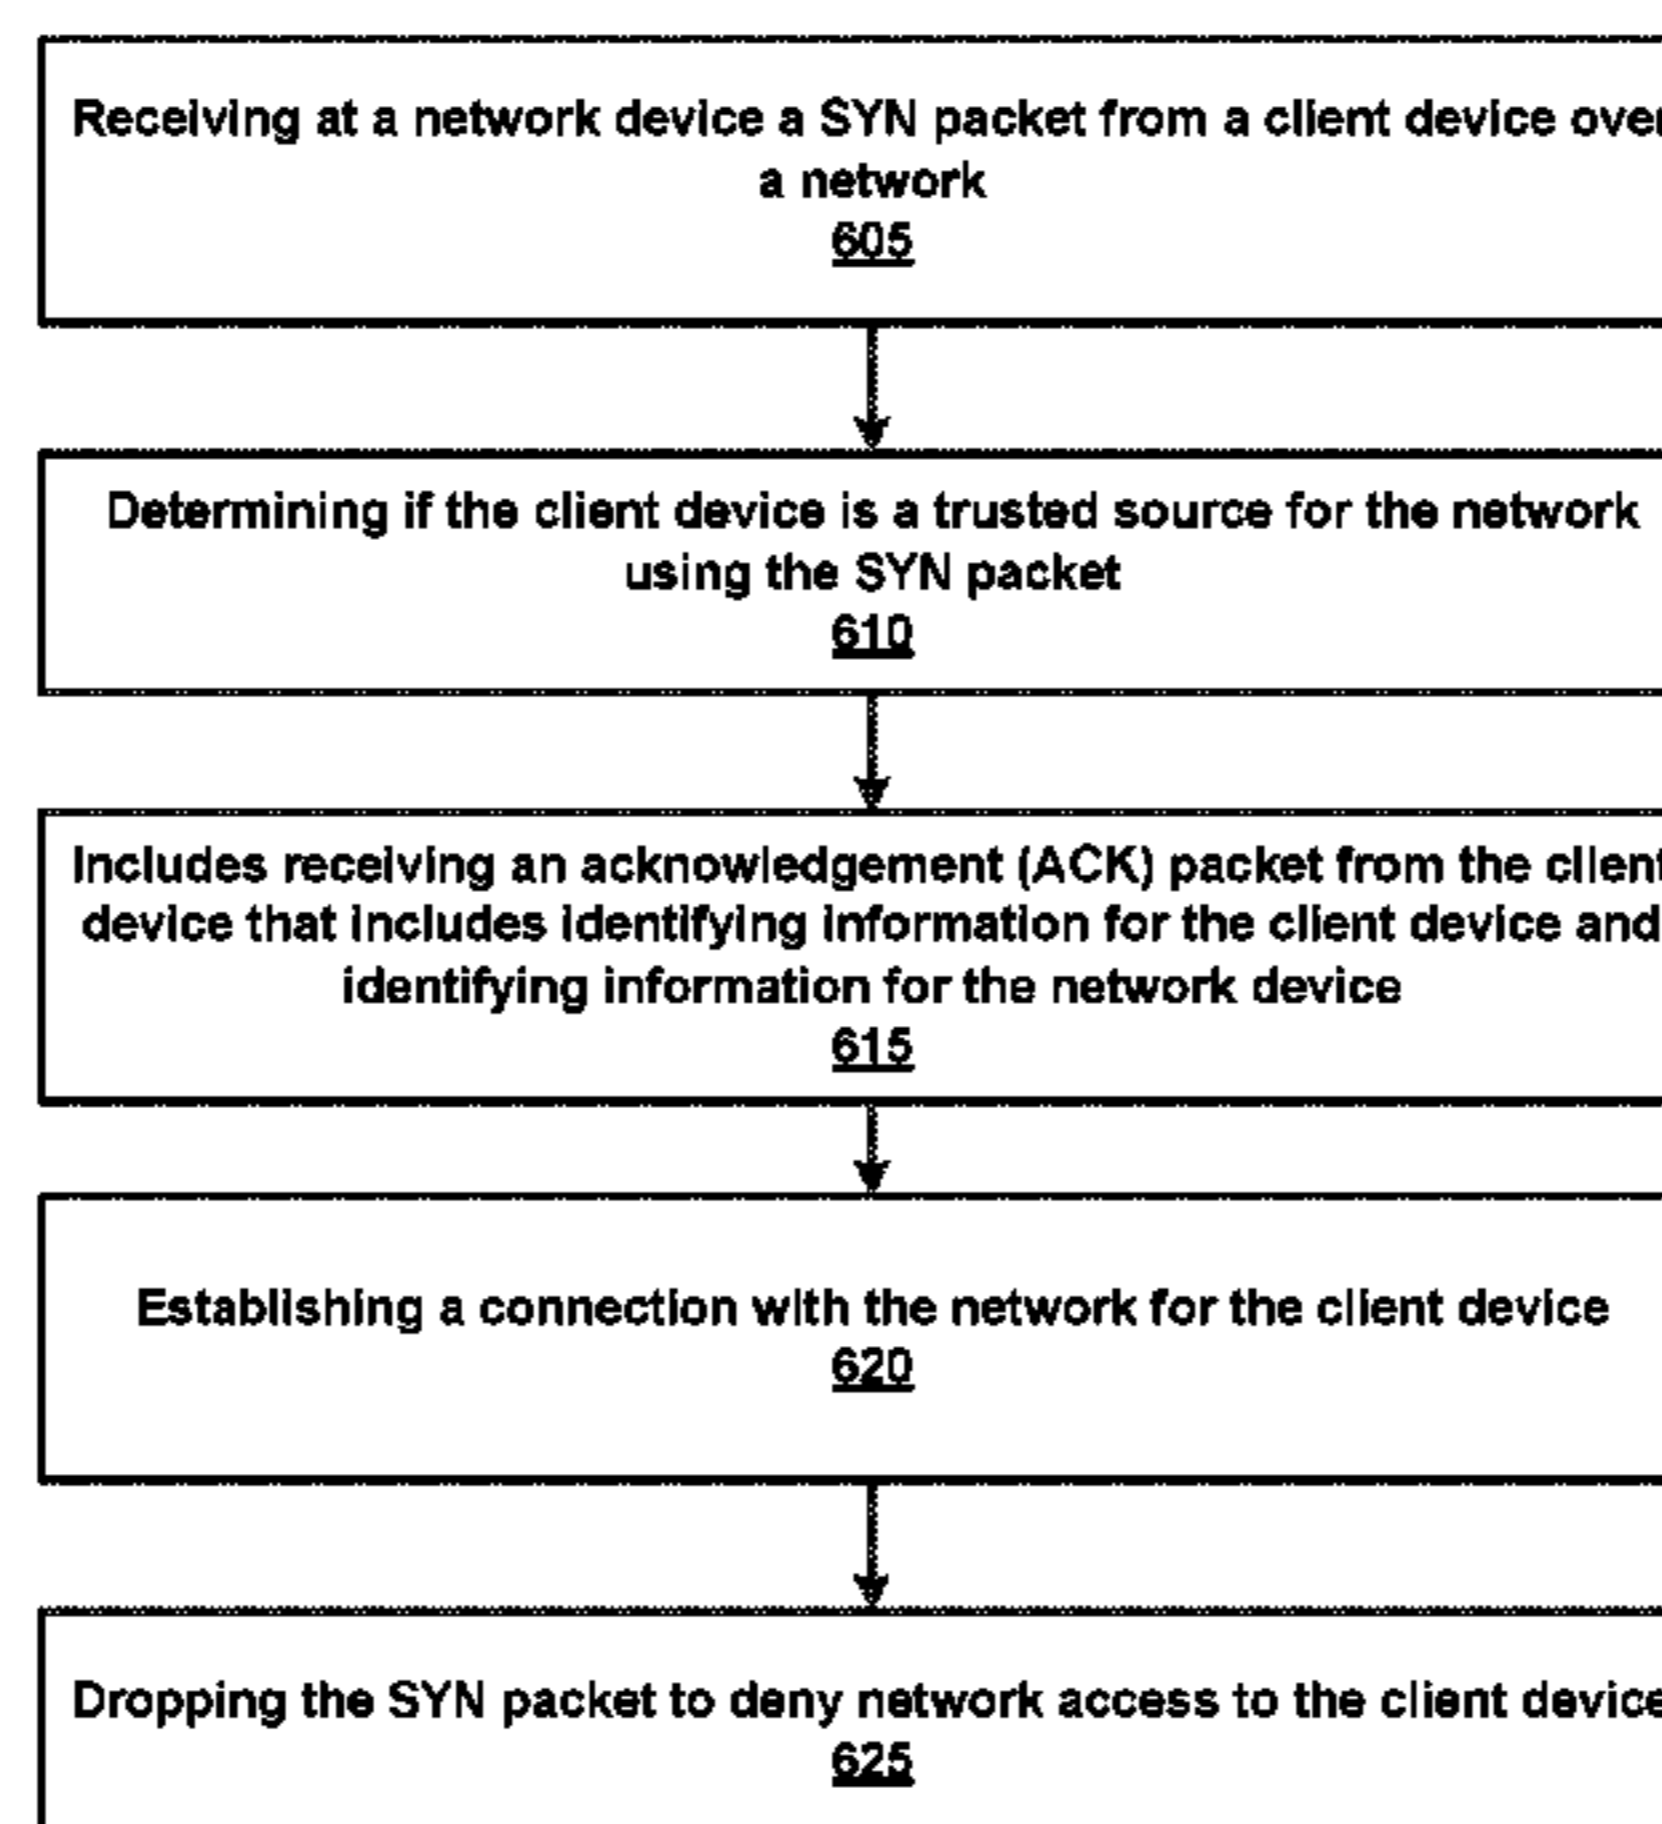 Receiving at a network device a SYN packet from a client device over
a network
605
Determining if the client device is a trusted source for the network
using the SYN packet
610
Includes receiving an acknowledgement (ACK) packet from the client
device that includes identifying information for the client device and
identifying information for the network device
615
Establishing a connection with the network for the client device
620
Dropping the SYN packet to deny network access to the client device
625